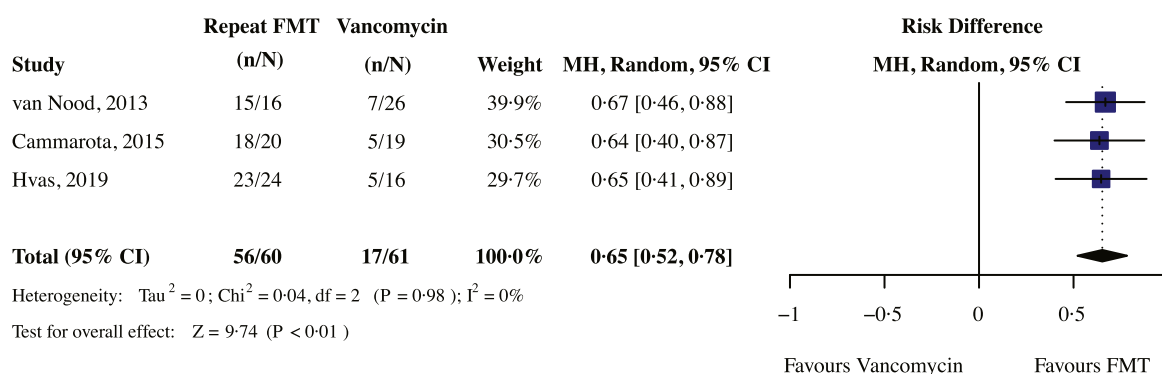 Repeat FMT Vancomycin Risk Difference
Study (n/N) (n/N) Weight MH, Random, 95% CI MH, Random, 95% CI
van Nood, 2013 15/16 7/26 39·9% 0·67 [0·46, 0·88]
Cammarota, 2015 18/20 5/19 30·5% 0·64 [0·40, 0·87]
Hvas, 2019 23/24 5/16 29·7% 0·65 [0·41, 0·89]
Total (95% CI) 56/60 17/61 100·0% 0·65 [0·52, 0·78]
Heterogeneity: Tau² = 0; Chi² = 0·04, df = 2 (P = 0·98); I² = 0%
Test for overall effect: Z = 9·74 (P < 0·01)
−1 −0·5 0 0·5
Favours Vancomycin Favours FMT